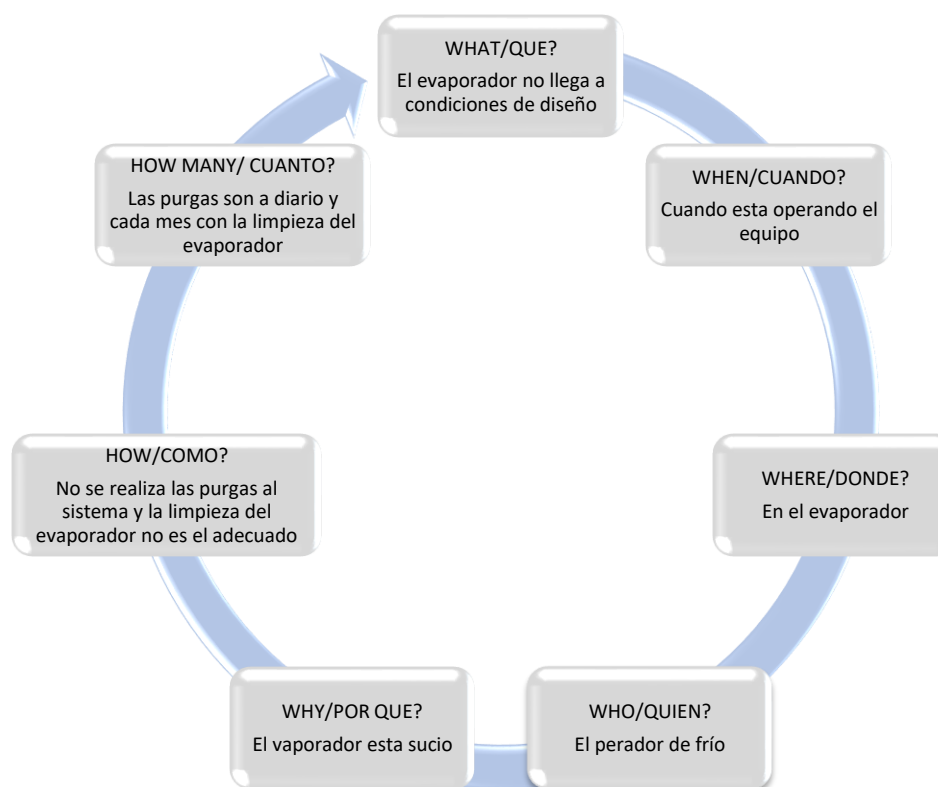 WHAT/QUE?
El evaporador no llega a
condiciones de diseño
WHEN/CUANDO?
Cuando esta operando el
equipo
WHERE/DONDE?
En el evaporador
WHO/QUIEN?
El perador de frío
WHY/POR QUE?
El vaporador esta sucio
HOW/COMO?
No se realiza las purgas al
sistema y la limpieza del
evaporador no es el adecuado
HOW MANY/ CUANTO?
Las purgas son a diario y
cada mes con la limpieza del
evaporador